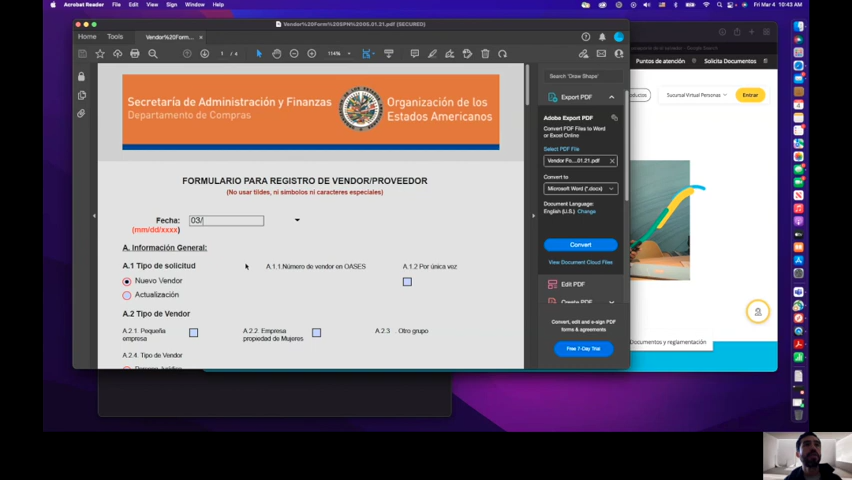 Acrobat Reader File Edit View Sign Window Help
Fri Mar 4 10:43 AM
Vendor%20Form%20SPN%2005.01.21.pdf (SECURED)
Home Tools Vendor%20Form...
1 / 4
114%
Search 'Draw Shape'
Secretaría de Administración y Finanzas
Departamento de Compras
Organización de los
Estados Americanos
FORMULARIO PARA REGISTRO DE VENDOR/PROVEEDOR
(No usar tildes, ni símbolos ni caracteres especiales)
Fecha: 03/
(mm/dd/xxxx)
A. Información General:
A.1 Tipo de solicitud
A.1.1.Número de vendor en OASES
A.1.2 Por única voz
Nuevo Vendor
Actualización
A.2 Tipo de Vendor
A.2.1. Pequeña
empresa
A.2.2. Empresa
propiedad de Mujeres
A.2.3 . Otro grupo
A.2.4. Tipo de Vendor
Persona Jurídica
Export PDF
Adobe Export PDF
Convert PDF Files to Word
or Excel Online
Select PDF File
Vendor Fo....01.21.pdf
Convert to
Microsoft Word (*.docx)
Document Language:
English (U.S.) Change
Convert
View Document Cloud Files
Edit PDF
Create PDF
Convert, edit and e-sign PDF
forms & agreements
Free 7-Day Trial
Puntos de atención Solicita Documentos
Sucursal Virtual Personas
Entrar
Documentos y reglamentación